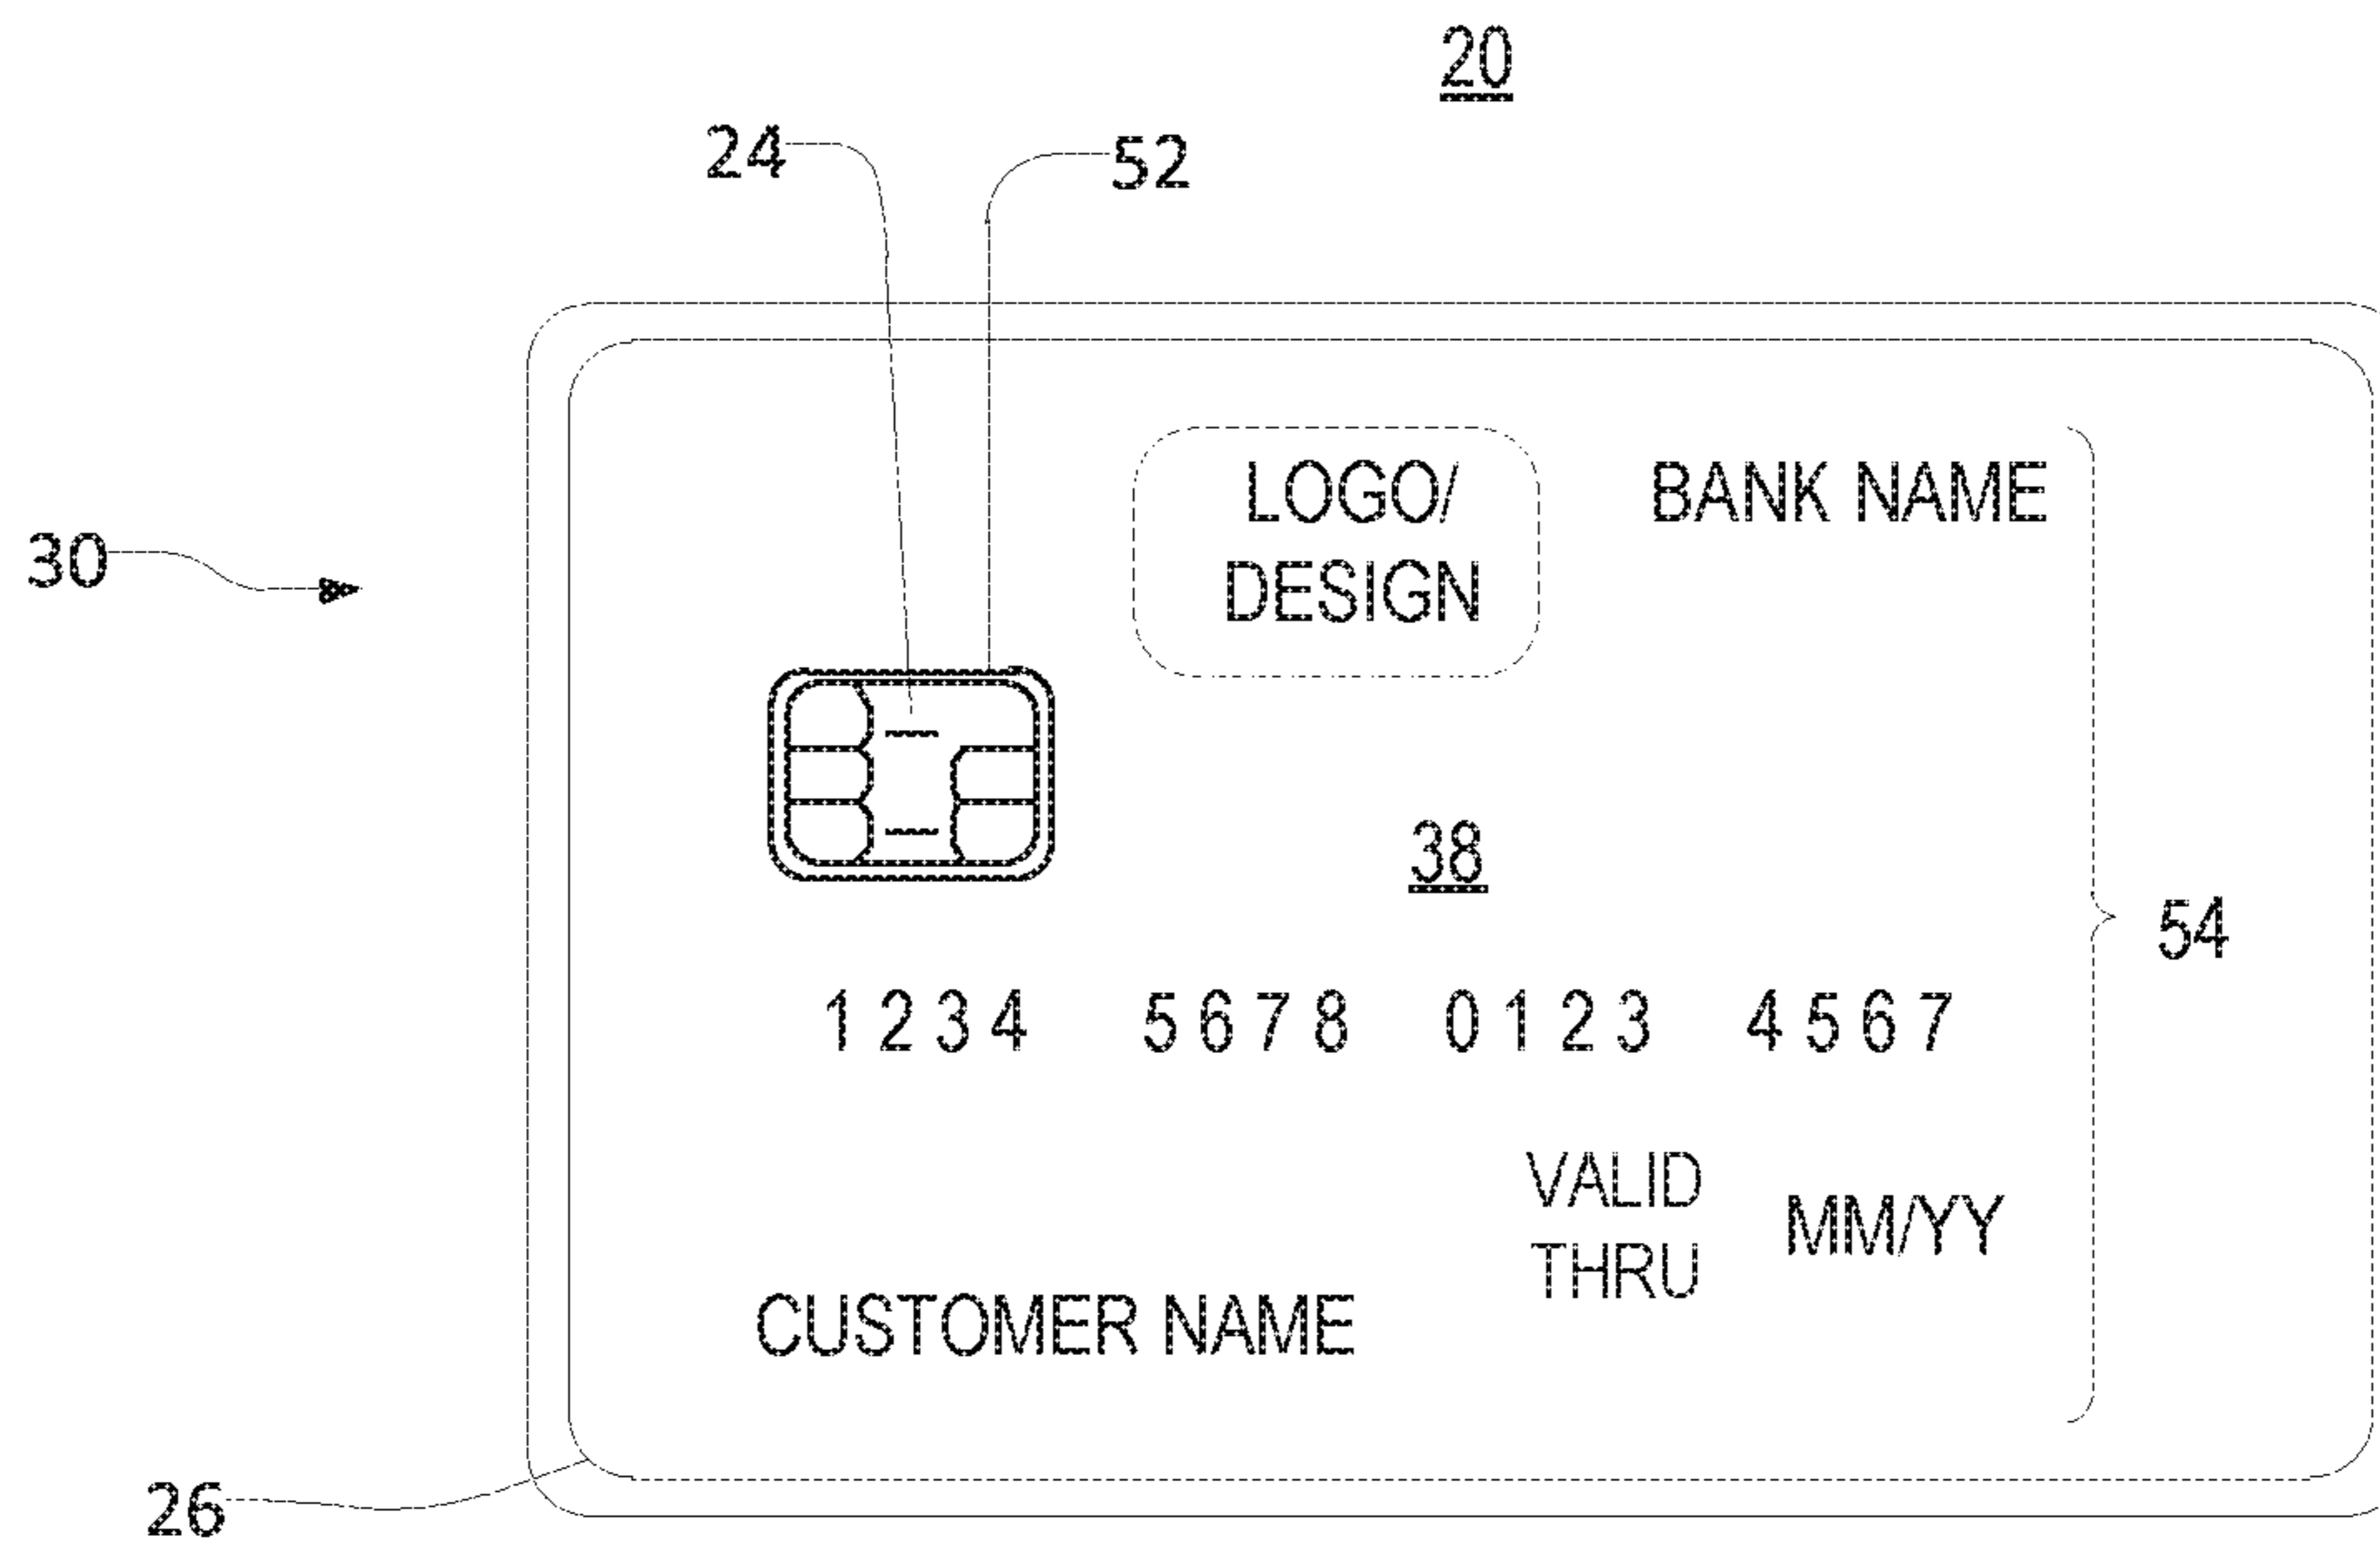 20
24
52
LOGO/
DESIGN
BANK NAME
30
38
54
1234 5678 0123 4567
VALID
THRU
MM/YY
CUSTOMER NAME
26